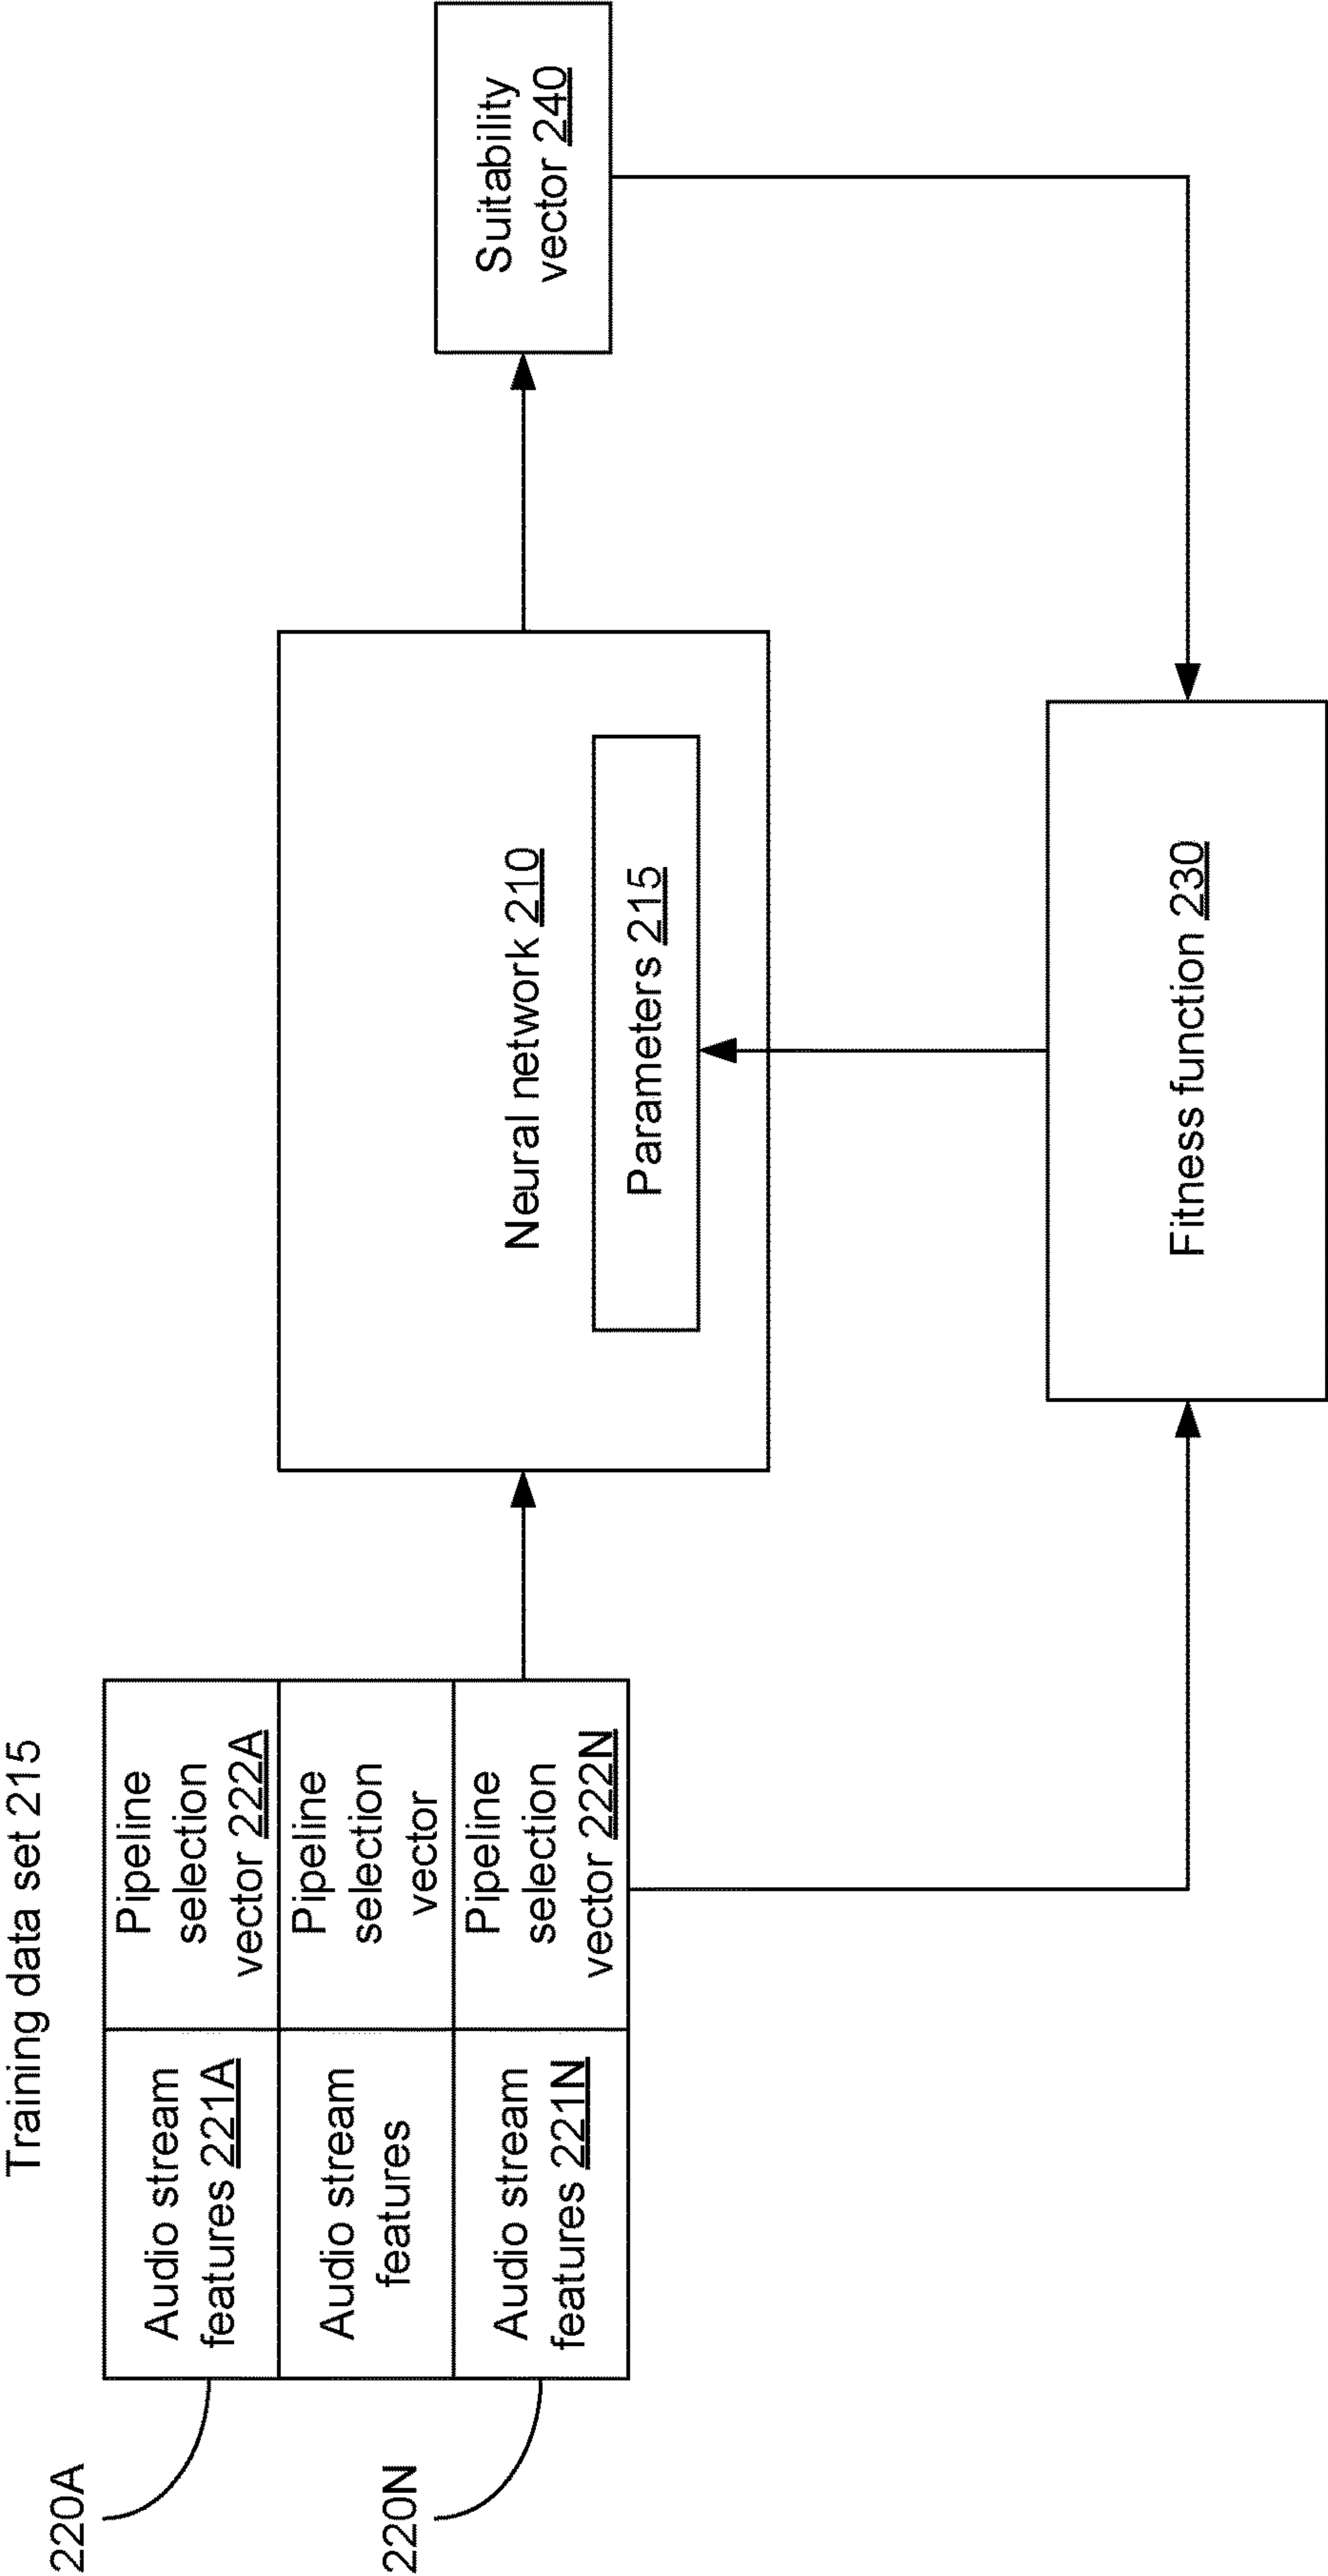 Training data set 215
220A
Audio stream
features 221A
Pipeline
selection
vector 222A
Audio stream
features
Pipeline
selection
vector
220N
Audio stream
features 221N
Pipeline
selection
vector 222N
Neural network 210
Parameters 215
Suitability
vector 240
Fitness function 230